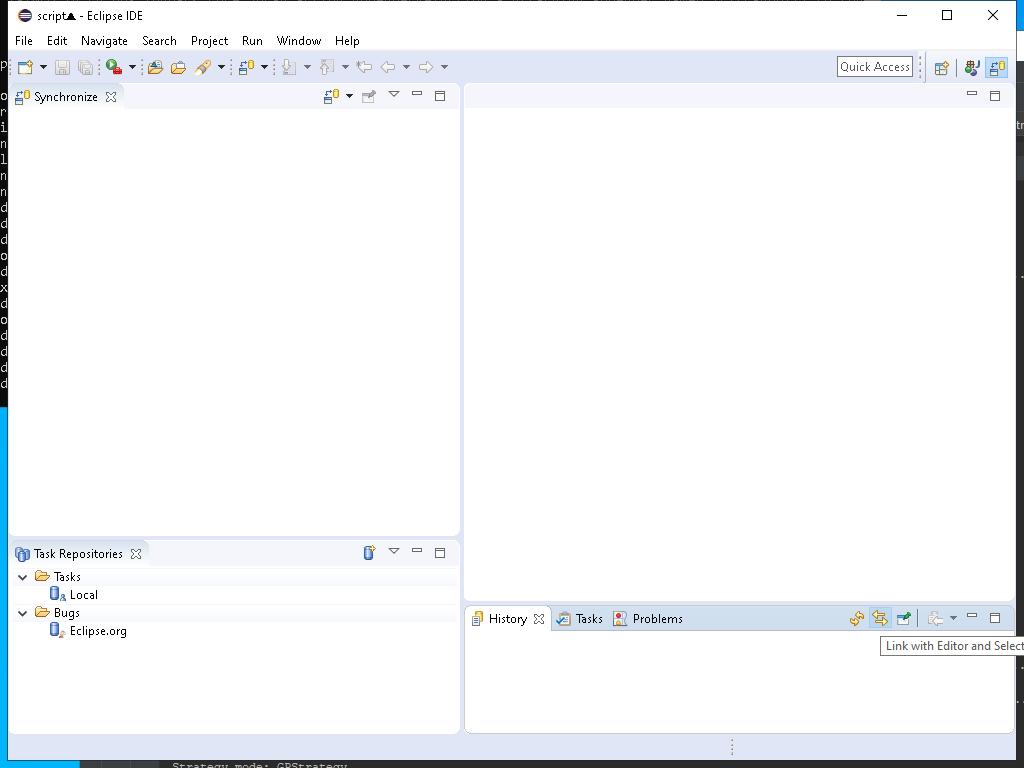 script▲ - Eclipse IDE
File Edit Navigate Search Project Run Window Help
Quick Access
Synchronize
Task Repositories
Tasks
Local
Bugs
Eclipse.org
History Tasks Problems
Link with Editor and Select
Strategy mode: GPStrategy